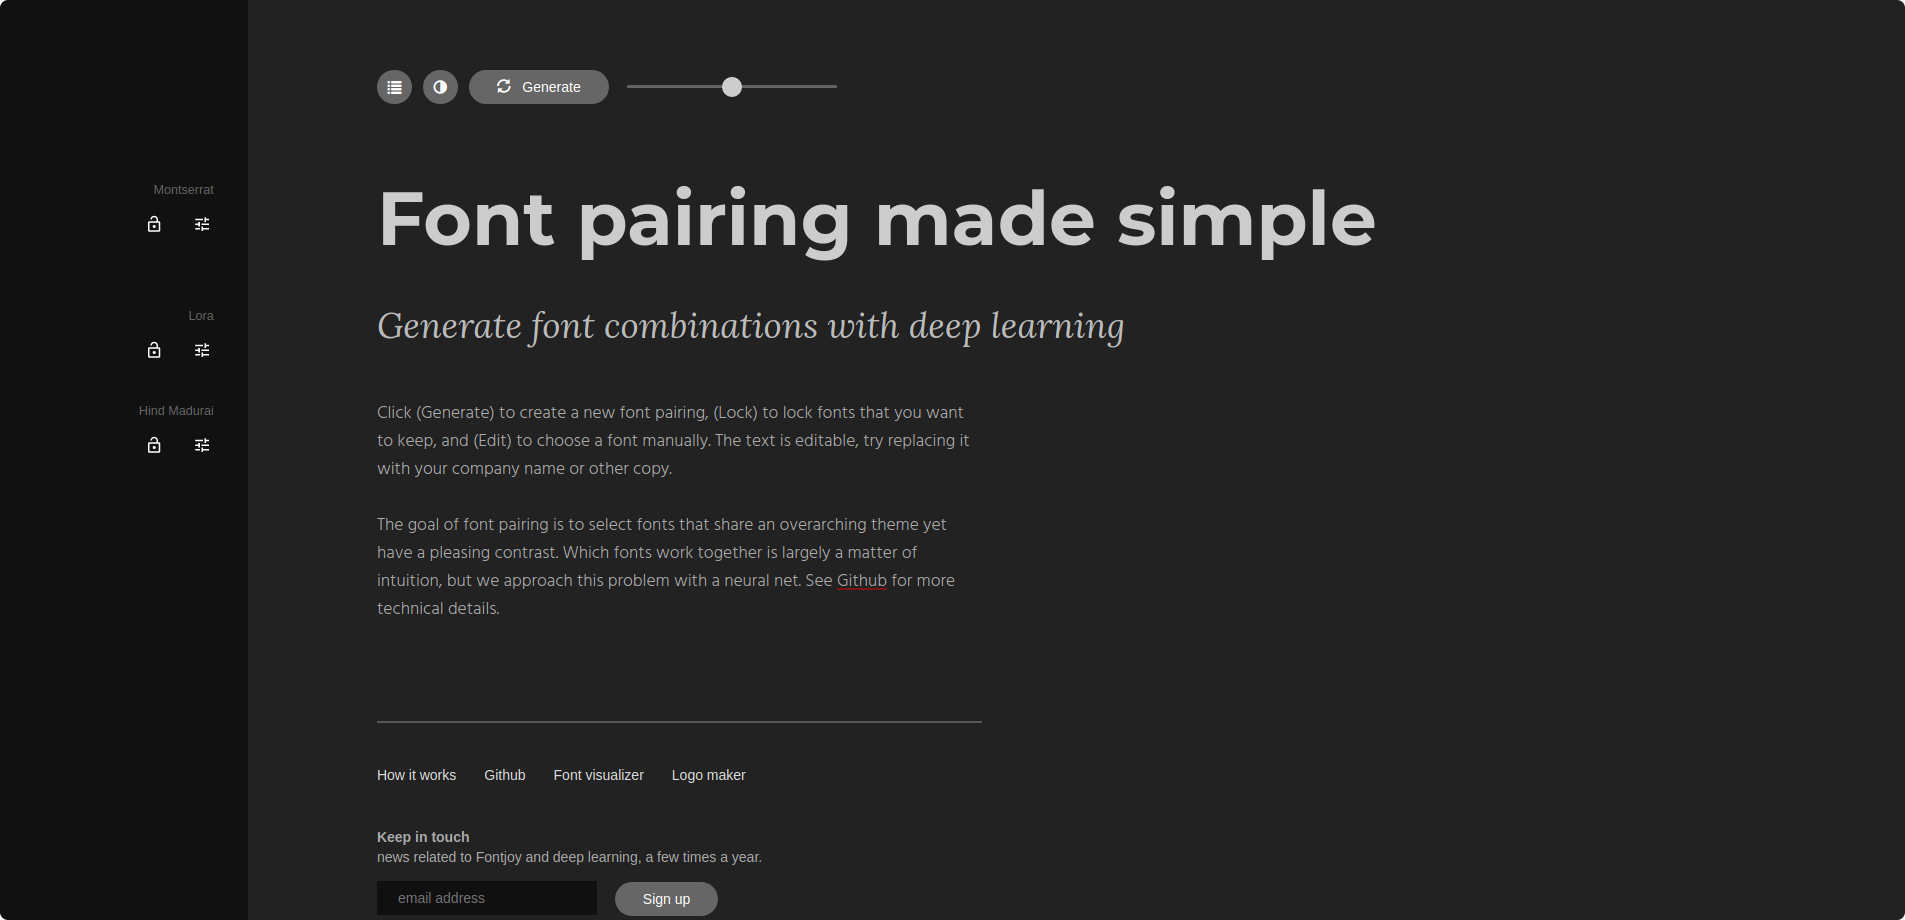 Generate
Montserrat
Font pairing made simple
Lora
Generate font combinations with deep learning
Hind Madurai
Click (Generate) to create a new font pairing, (Lock) to lock fonts that you want
to keep, and (Edit) to choose a font manually. The text is editable, try replacing it
with your company name or other copy.
The goal of font pairing is to select fonts that share an overarching theme yet
have a pleasing contrast. Which fonts work together is largely a matter of
intuition, but we approach this problem with a neural net. See Github for more
technical details.
How it works Github Font visualizer Logo maker
Keep in touch
news related to Fontjoy and deep learning, a few times a year.
email address Sign up